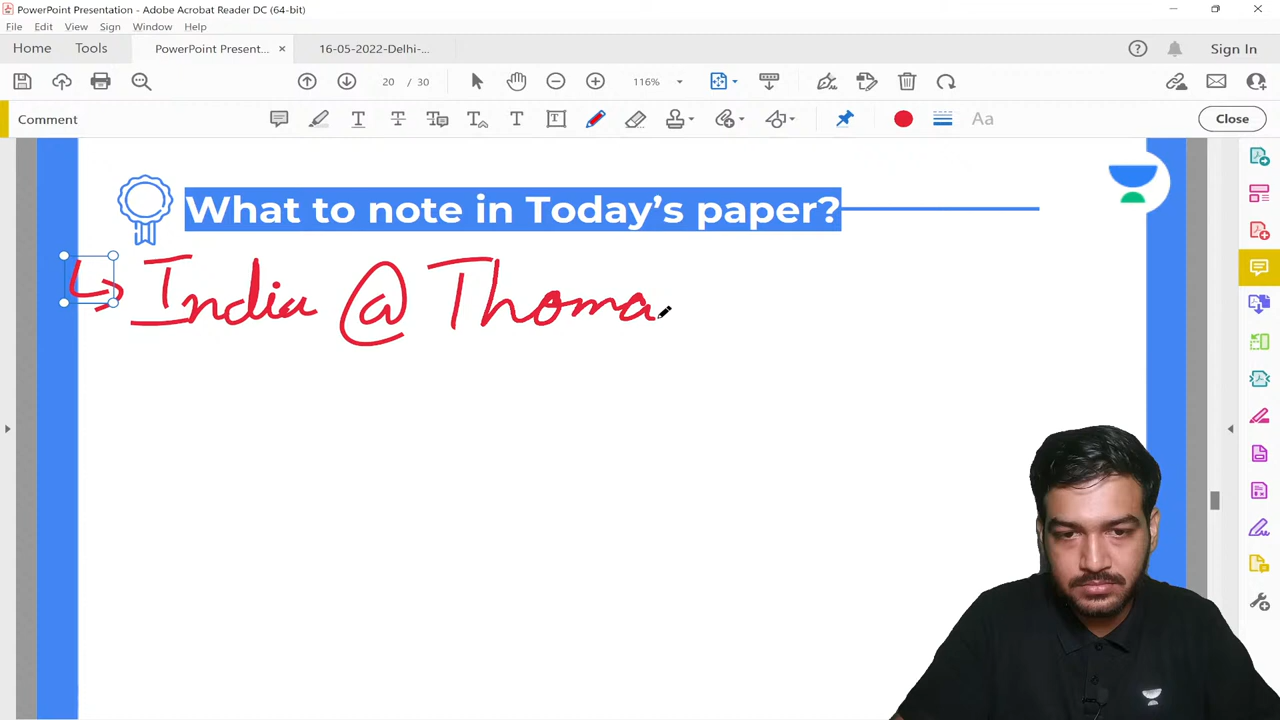 PowerPoint Presentation - Adobe Acrobat Reader DC (64-bit)
File Edit View Sign Window Help
Home Tools PowerPoint Present... × 16-05-2022-Delhi-... Sign In
20 / 30 116%
Comment Aa Close
What to note in Today's paper?
↳ India @ Thoma